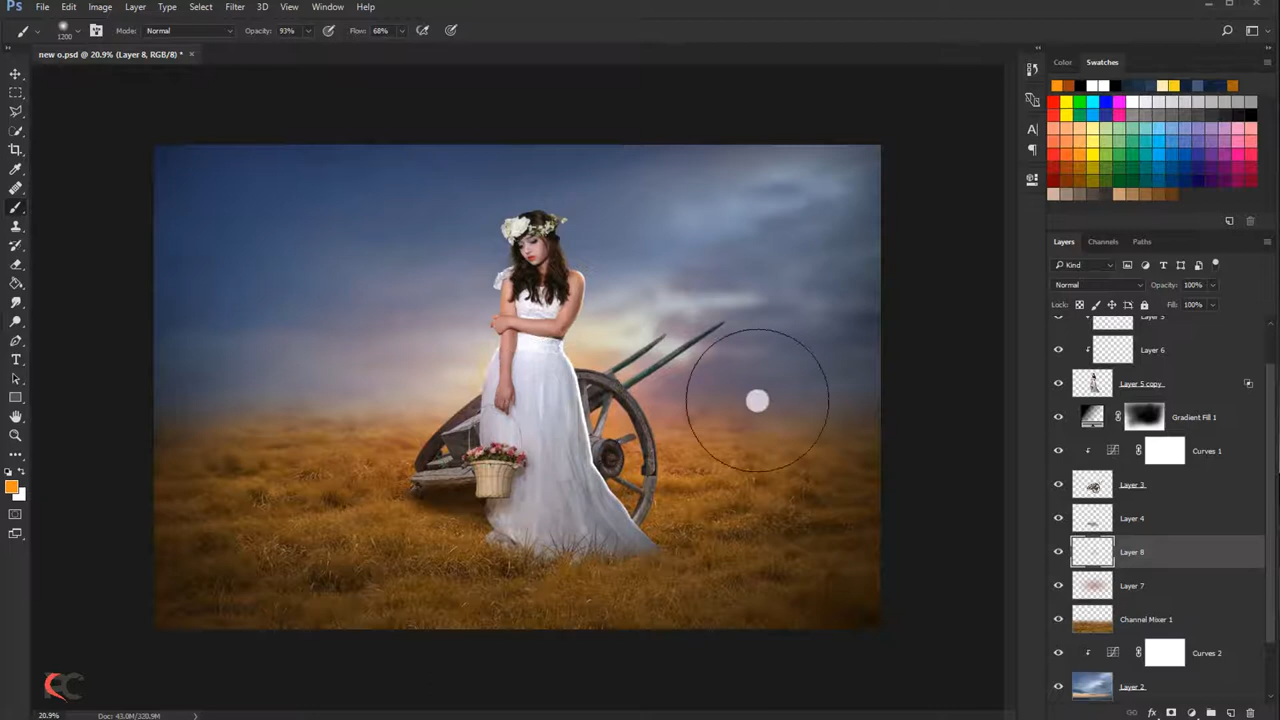 Ps File Edit Image Layer Type Select Filter 3D View Window Help
1200 Mode: Normal Opacity: 93% Flow: 68%
new o.psd @ 20.9% (Layer 8, RGB/8) * ×
Color Swatches
Layers Channels Paths
Kind
Normal Opacity: 100%
Lock: Fill: 100%
Layer 5
Layer 6
Layer 5 copy
Gradient Fill 1
Curves 1
Layer 3
Layer 4
Layer 8
Layer 7
Channel Mixer 1
Curves 2
Layer 2
fx
20.9% Doc: 43.0M/320.9M